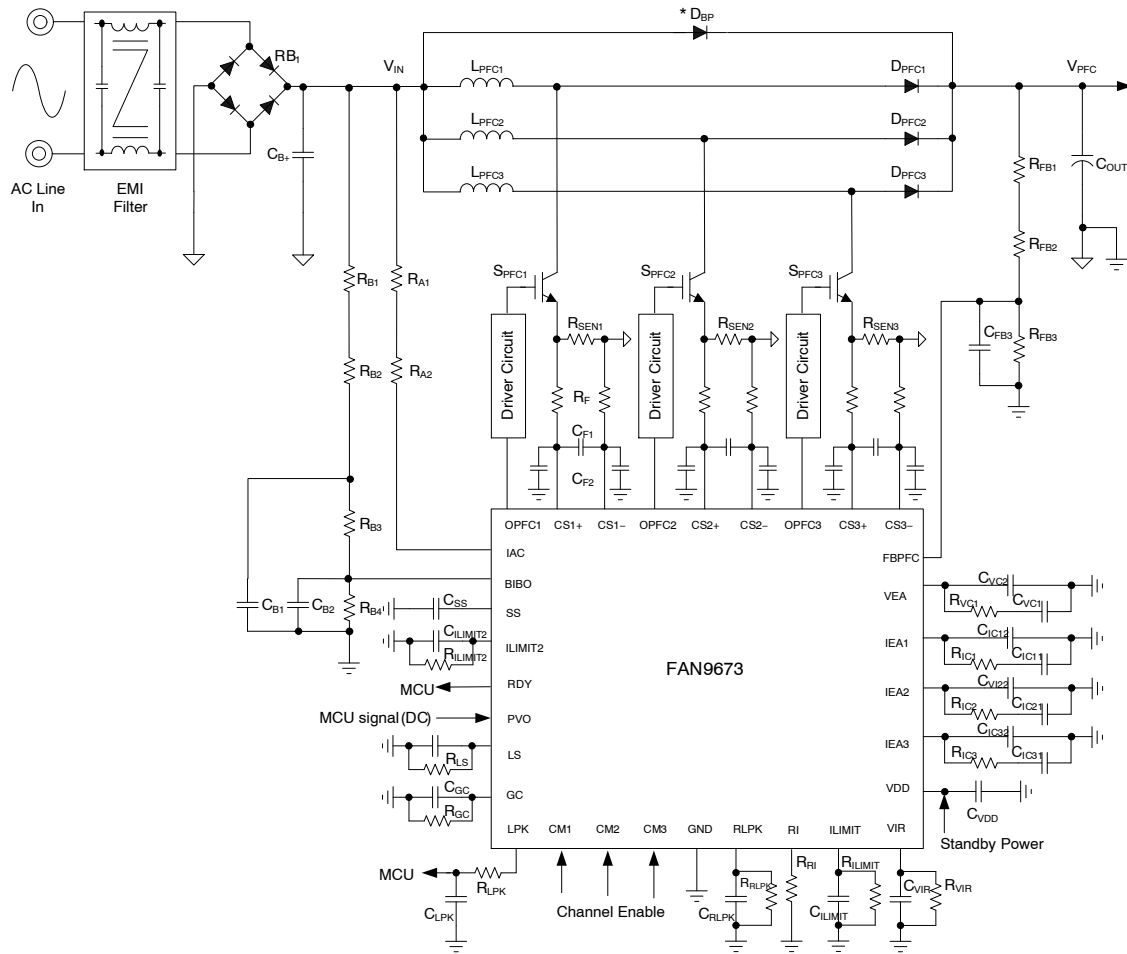 * DBP
RB1
VIN
LPFC1
DPFC1
VPFC
LPFC2
DPFC2
CB+
RFB1
COUT
LPFC3
DPFC3
AC Line
In
EMI
Filter
RFB2
RB1
RA1
SPFC1
SPFC2
SPFC3
RSEN1
RSEN2
RSEN3
CFB3
RFB3
Driver Circuit
Driver Circuit
Driver Circuit
RB2
RA2
RF
CF1
CF2
RB3
OPFC1
CS1+
CS1−
OPFC2
CS2+
CS2−
OPFC3
CS3+
CS3−
IAC
FBPFC
BIBO
CB1
CB2
RB4
CSS
SS
VEA
CVC2
RVC1
CVC1
CILIMIT2
RILIMIT2
ILIMIT2
IEA1
CIC12
RIC1
CIC11
FAN9673
MCU
RDY
IEA2
CVI22
RIC2
CIC21
MCU signal(DC)
PVO
IEA3
CIC32
RIC3
CIC31
LS
RLS
VDD
CVDD
CGC
GC
RGC
Standby Power
LPK
CM1
CM2
CM3
GND
RLPK
RI
ILIMIT
VIR
MCU
RLPK
CLPK
Channel Enable
RRLPK
CRLPK
RRI
RILIMIT
CILIMIT
CVIR
RVIR